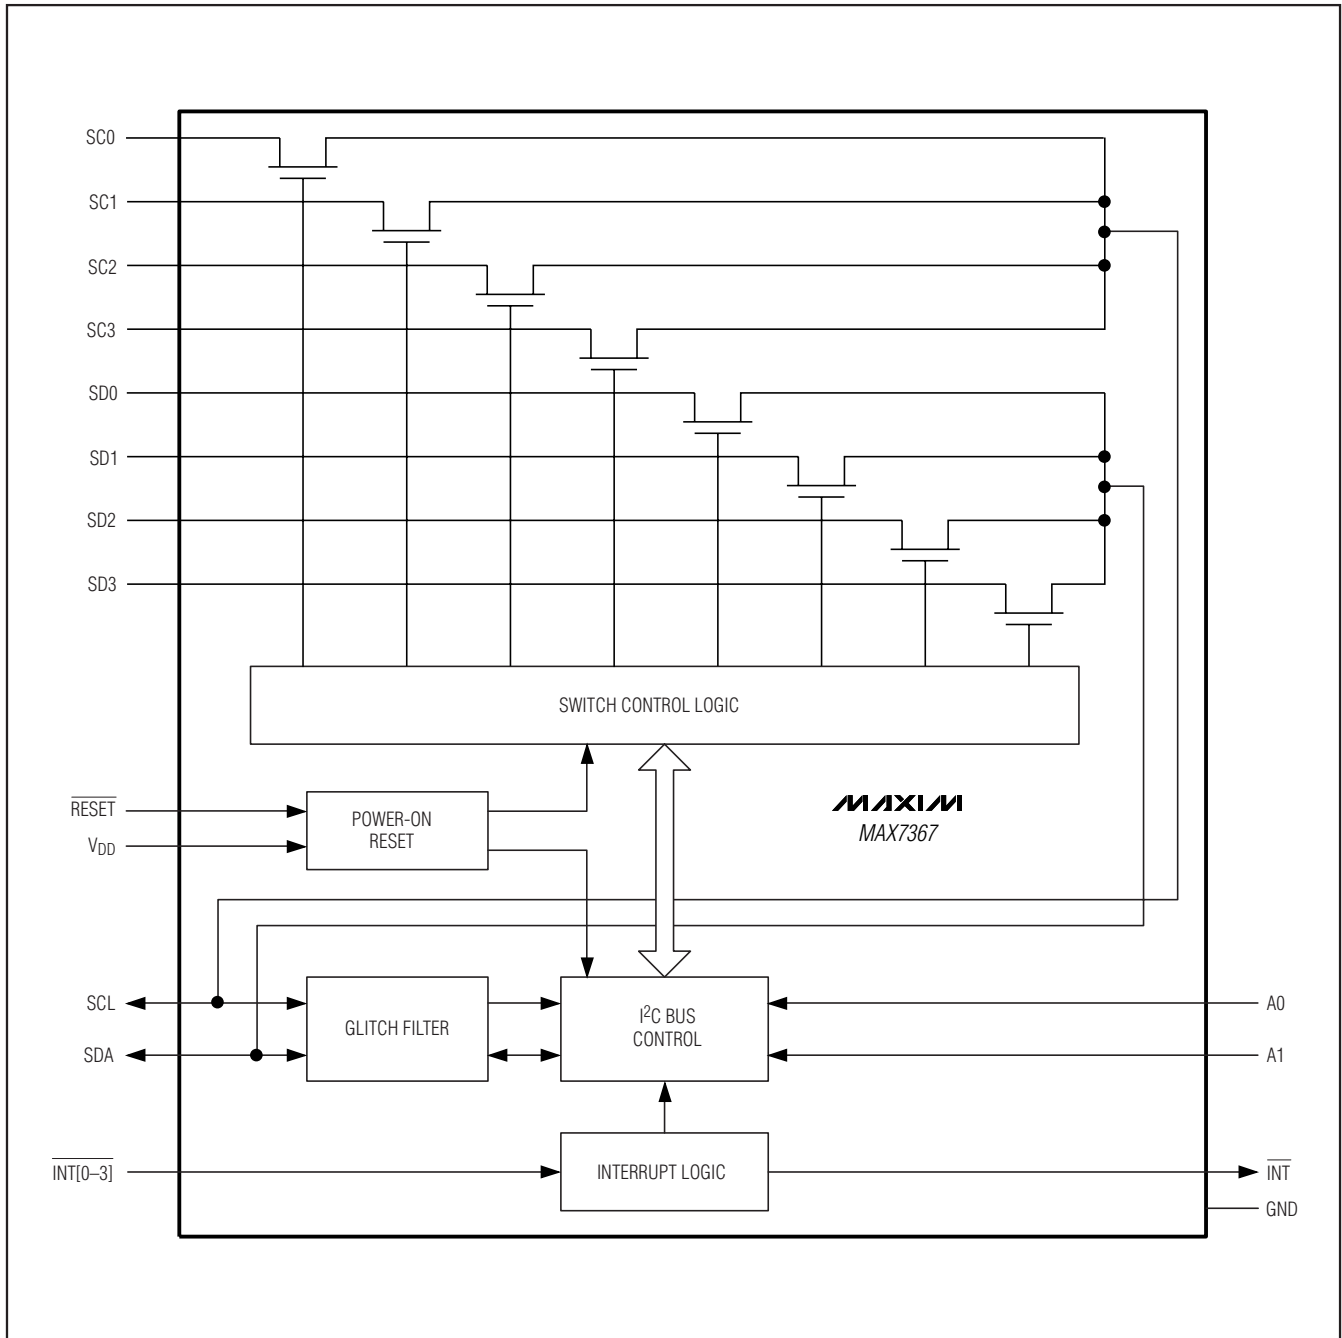 SC0
SC1
SC2
SC3
SD0
SD1
SD2
SD3
SWITCH CONTROL LOGIC
RESET
VDD
POWER-ON
RESET
MAXIM
MAX7367
SCL
SDA
GLITCH FILTER
I²C BUS
CONTROL
A0
A1
INT[0–3]
INTERRUPT LOGIC
INT
GND